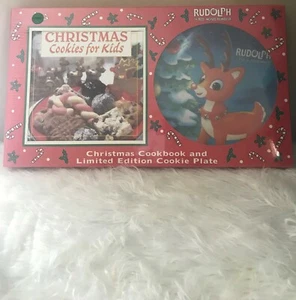 CHRISTMAS
Cookies for Kids
RUDOLPH
RUDOLPH
Christmas Cookbook and
Limited Edition Cookie Plate